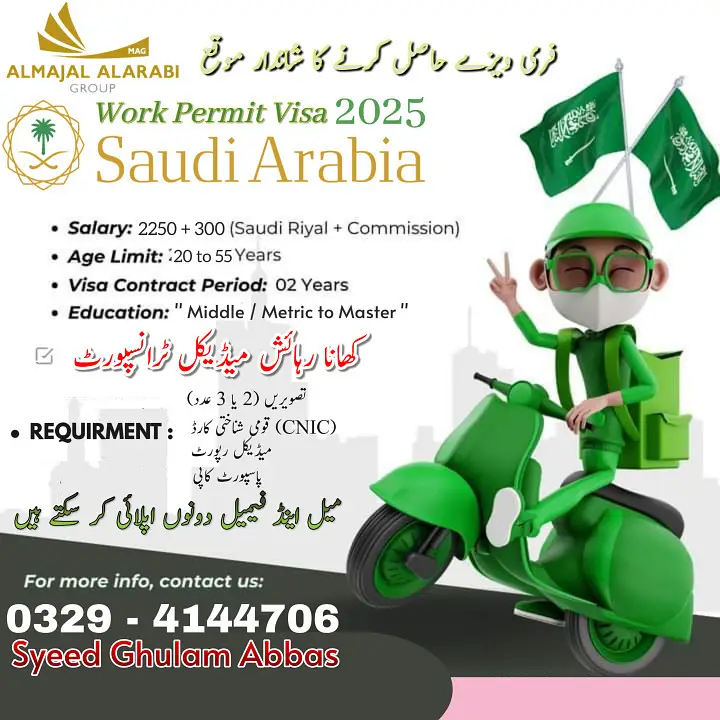 MAG
ALMAJAL ALARABI
GROUP
فری ویزے حاصل کرنے کا شاندار موقع
Work Permit Visa 2025
Saudi Arabia
• Salary: 2250 + 300 (Saudi Riyal + Commission)
• Age Limit: 20 to 55 Years
• Visa Contract Period: 02 Years
• Education: " Middle / Metric to Master "
کھانا رہائش میڈیکل ٹرانسپورٹ
• REQUIRMENT :
تصویریں (2 یا 3 عدد)
(CNIC) قومی شناختی کارڈ
میڈیکل رپورٹ
پاسپورٹ کاپی
میل اینڈ فیمیل دونوں اپلائی کر سکتے ہیں
For more info, contact us:
0329 - 4144706
Syeed Ghulam Abbas